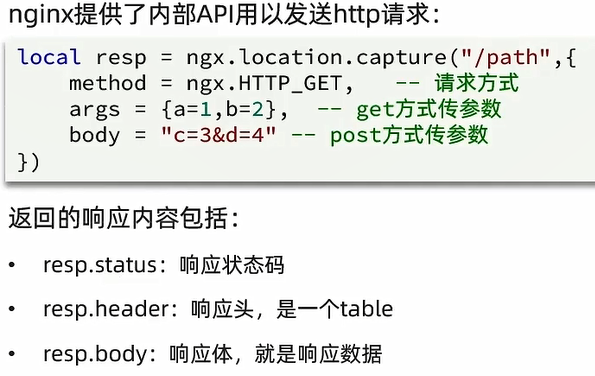 nginx提供了内部API用以发送http请求：
local resp = ngx.location.capture("/path",{
    method = ngx.HTTP_GET,   -- 请求方式
    args = {a=1,b=2},  -- get方式传参数
    body = "c=3&d=4" -- post方式传参数
})
返回的响应内容包括：
• resp.status：响应状态码
• resp.header：响应头，是一个table
• resp.body：响应体，就是响应数据